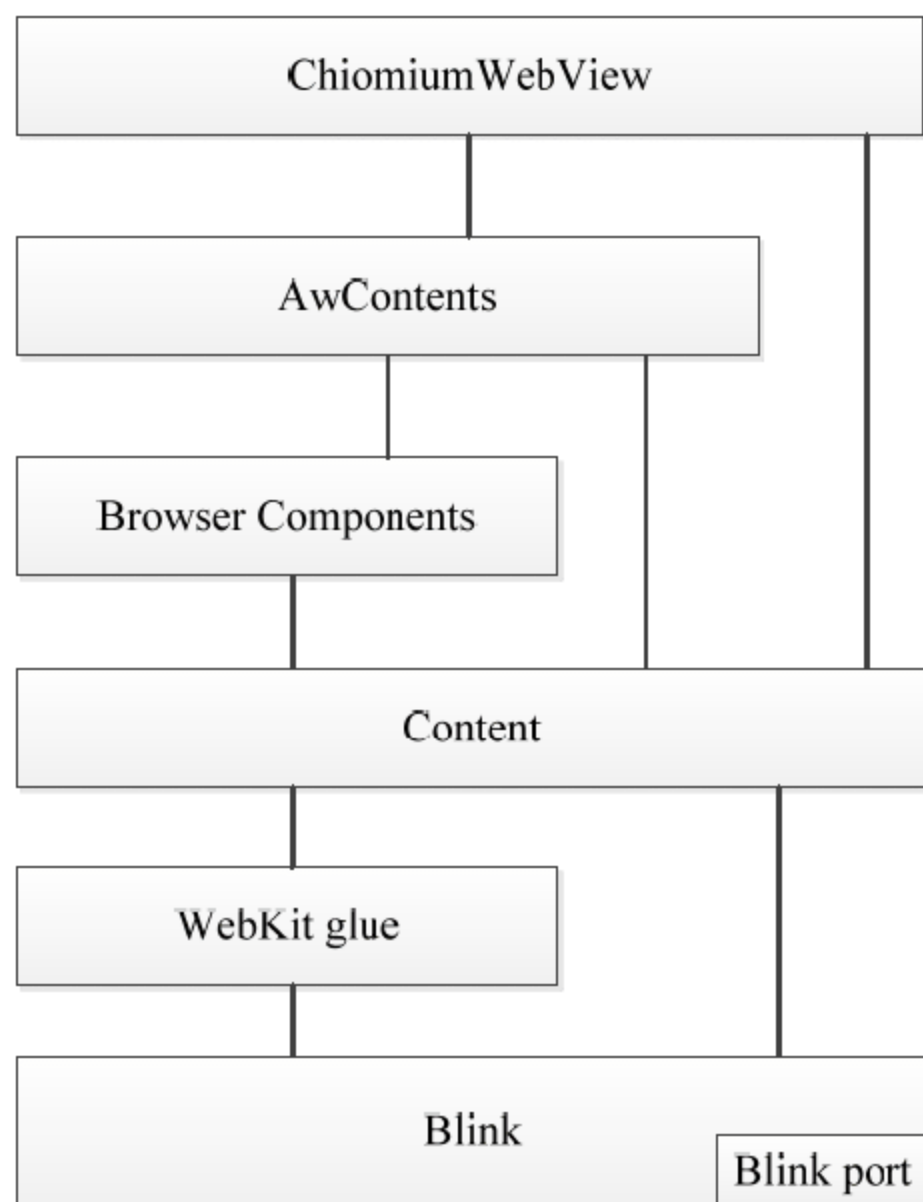 ChiomiumWebView
AwContents
Browser Components
Content
WebKit glue
Blink
Blink port